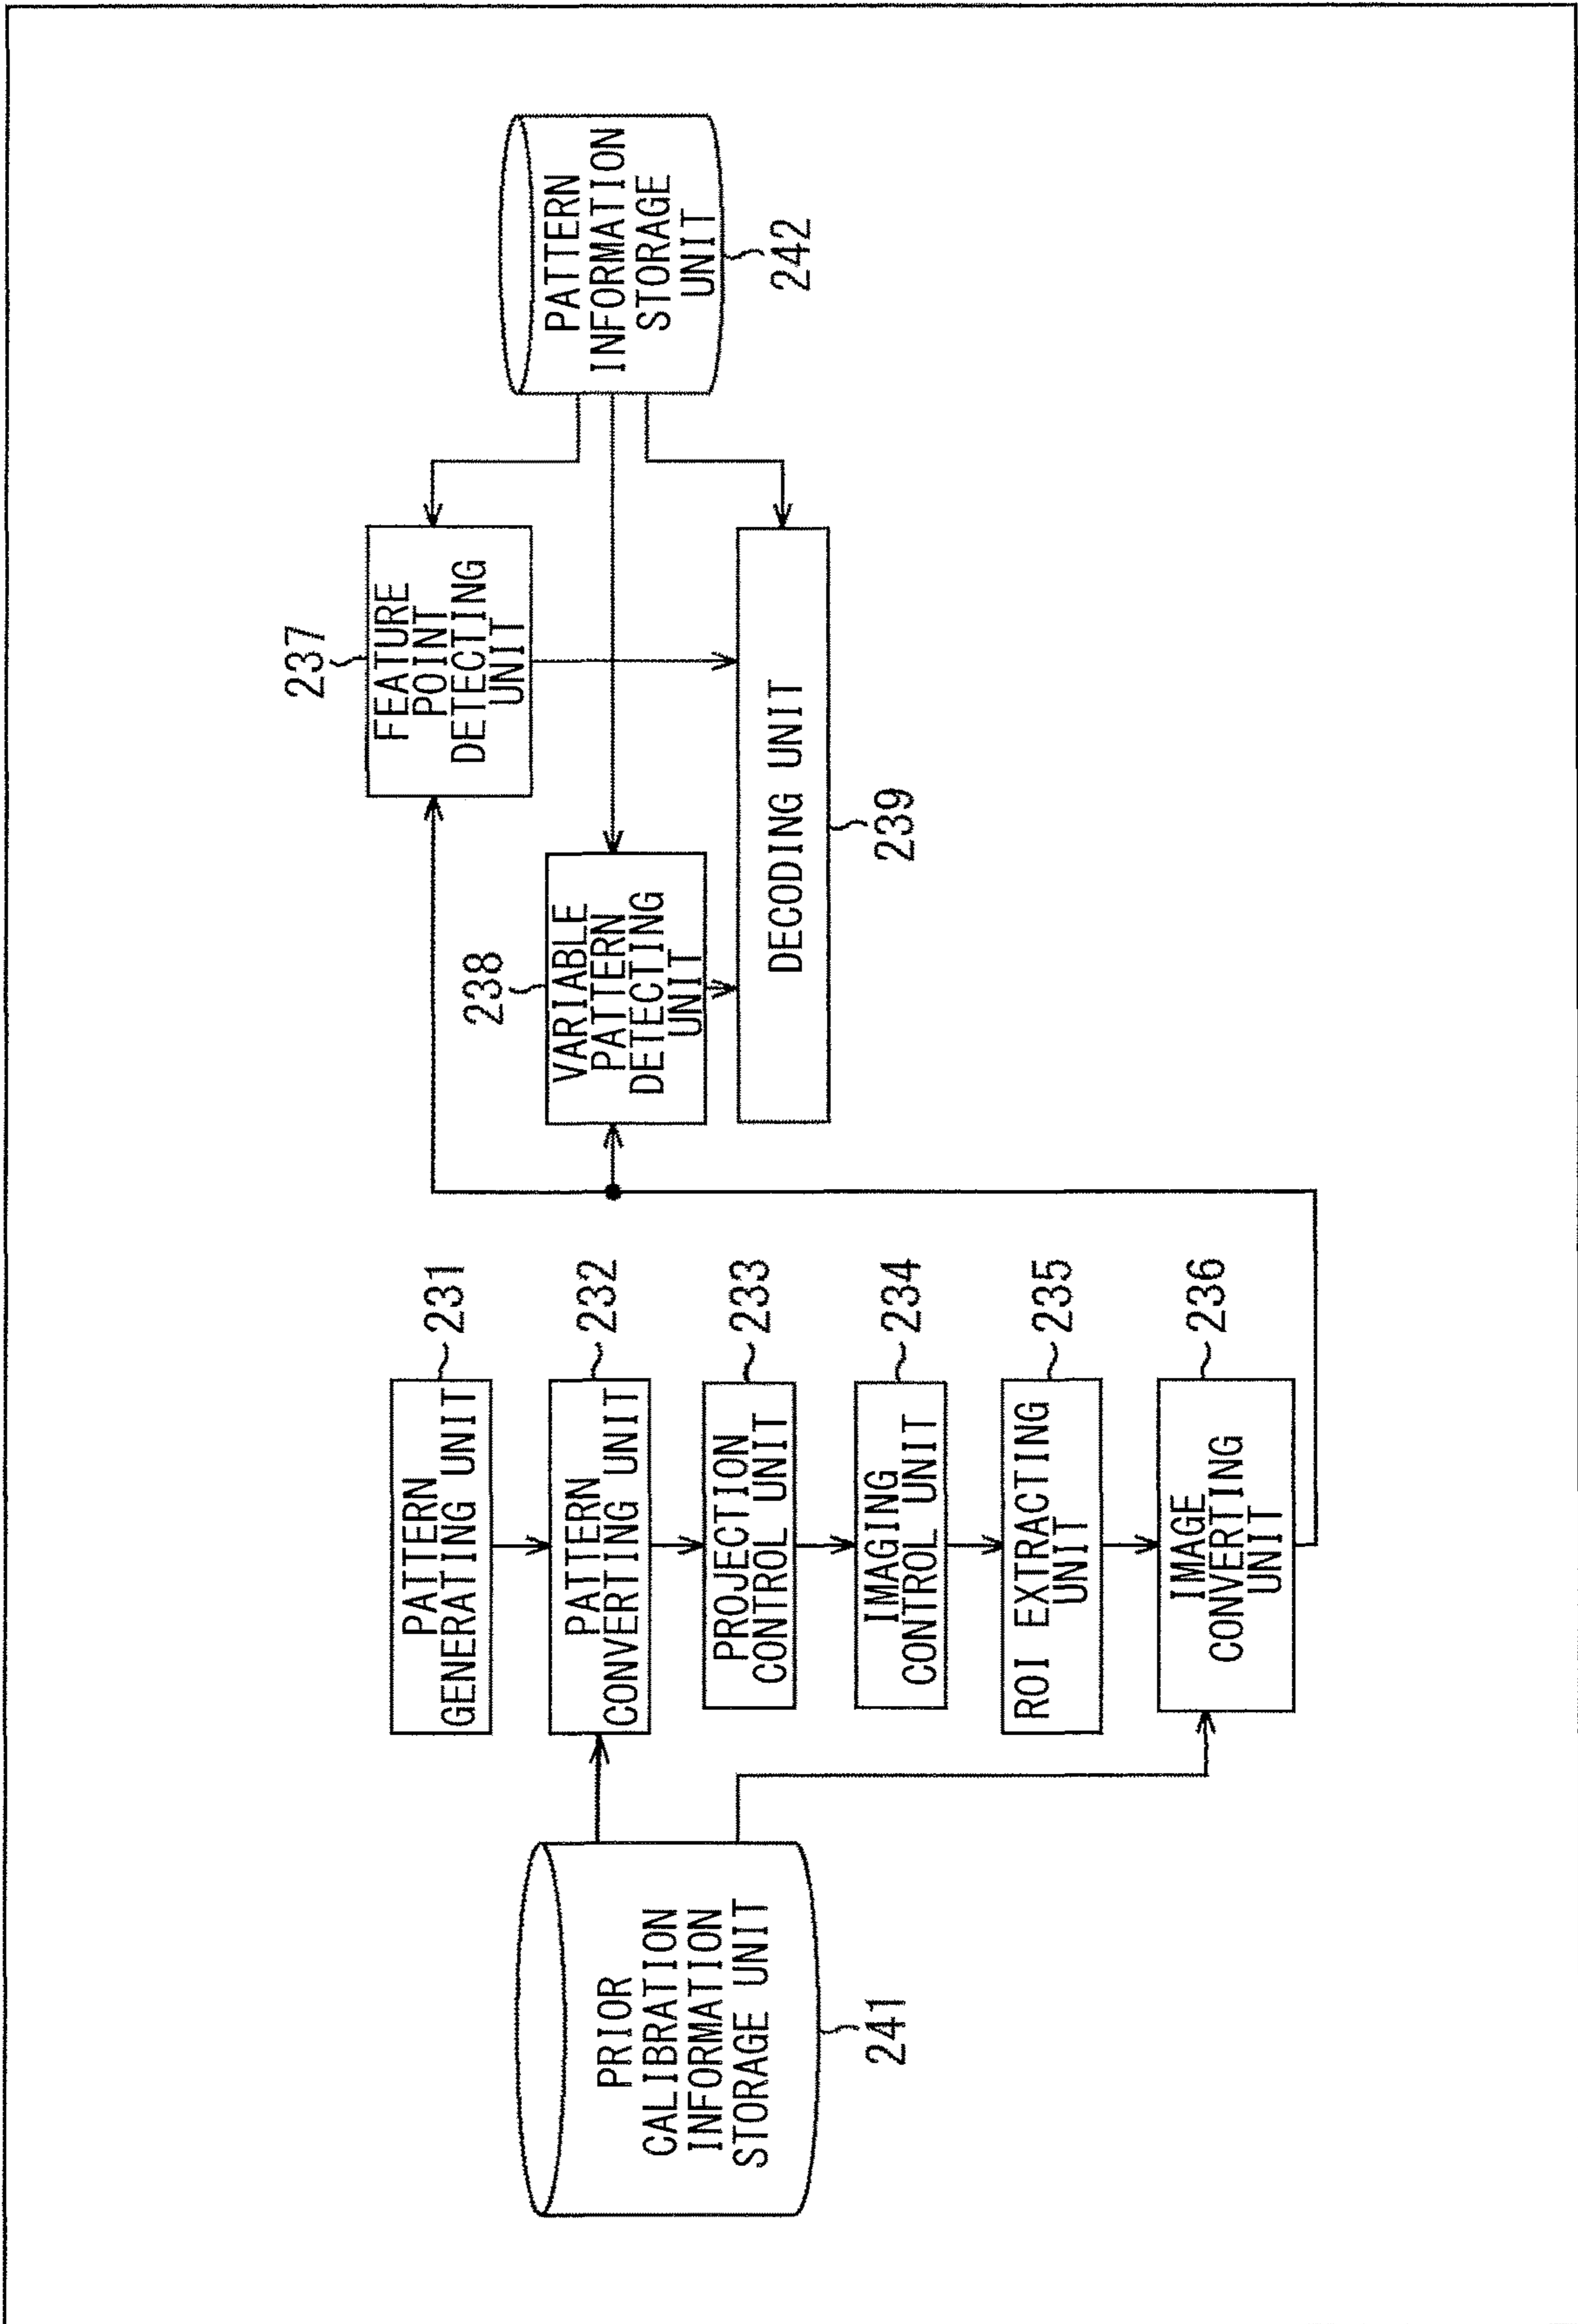 PRIOR
CALIBRATION
INFORMATION
STORAGE UNIT
241
PATTERN
GENERATING UNIT
231
PATTERN
CONVERTING UNIT
232
PROJECTION
CONTROL UNIT
233
IMAGING
CONTROL UNIT
234
ROI EXTRACTING
UNIT
235
IMAGE
CONVERTING
UNIT
236
237
FEATURE
POINT
DETECTING
UNIT
238
VARIABLE
PATTERN
DETECTING
UNIT
DECODING UNIT
239
PATTERN
INFORMATION
STORAGE
UNIT
242